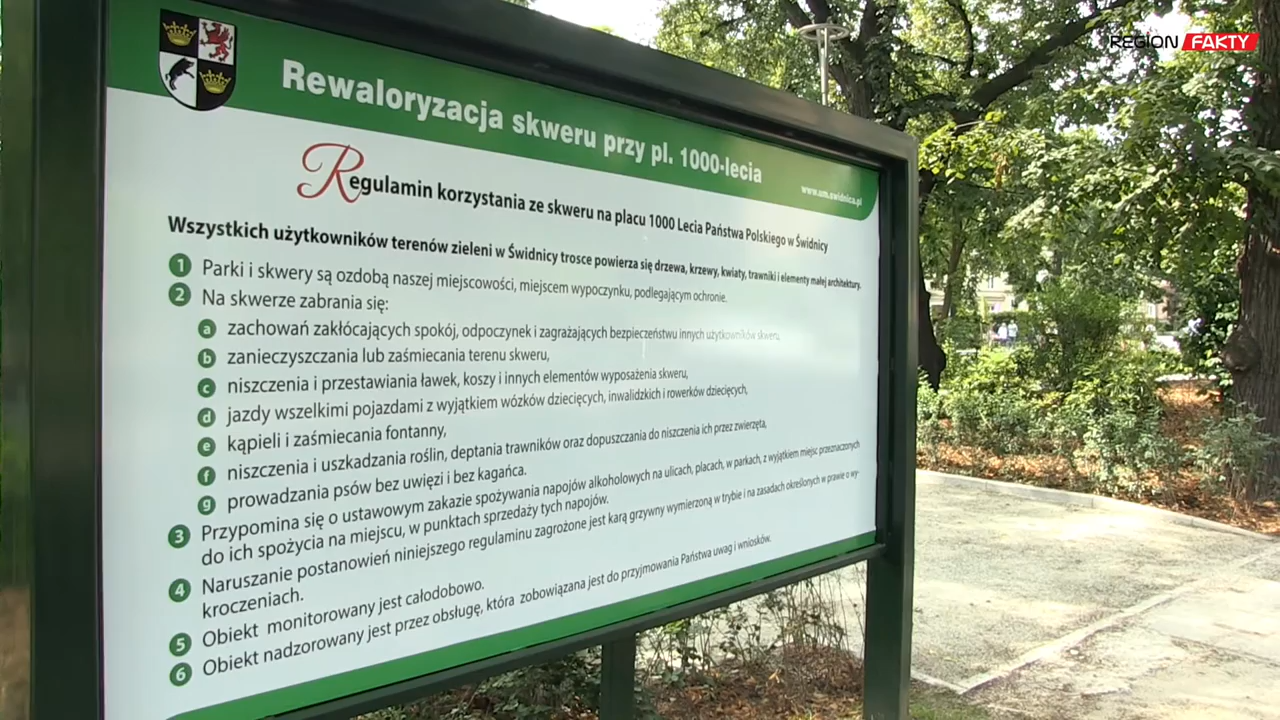 REGION FAKTY
Rewaloryzacja skweru przy pl. 1000-lecia
www.um.swidnica.pl
Regulamin korzystania ze skweru na placu 1000 Lecia Państwa Polskiego w Świdnicy
Wszystkich użytkowników terenów zieleni w Świdnicy trosce powierza się drzewa, krzewy, kwiaty, trawniki i elementy małej architektury.
1 Parki i skwery są ozdobą naszej miejscowości, miejscem wypoczynku, podlegającym ochronie.
2 Na skwerze zabrania się:
a zachowań zakłócających spokój, odpoczynek i zagrażających bezpieczeństwu innych użytkowników skweru,
b zanieczyszczania lub zaśmiecania terenu skweru,
c niszczenia i przestawiania ławek, koszy i innych elementów wyposażenia skweru,
d jazdy wszelkimi pojazdami z wyjątkiem wózków dziecięcych, inwalidzkich i rowerków dziecięcych,
e kąpieli i zaśmiecania fontanny,
f niszczenia i uszkadzania roślin, deptania trawników oraz dopuszczania do niszczenia ich przez zwierzęta,
g prowadzania psów bez uwięzi i bez kagańca.
3 Przypomina się o ustawowym zakazie spożywania napojów alkoholowych na ulicach, placach, w parkach, z wyjątkiem miejsc przeznaczonych
do ich spożycia na miejscu, w punktach sprzedaży tych napojów.
4 Naruszanie postanowień niniejszego regulaminu zagrożone jest karą grzywny wymierzoną w trybie i na zasadach określonych w prawie o wy-
kroczeniach.
5 Obiekt monitorowany jest całodobowo.
6 Obiekt nadzorowany jest przez obsługę, która zobowiązana jest do przyjmowania Państwa uwag i wniosków.